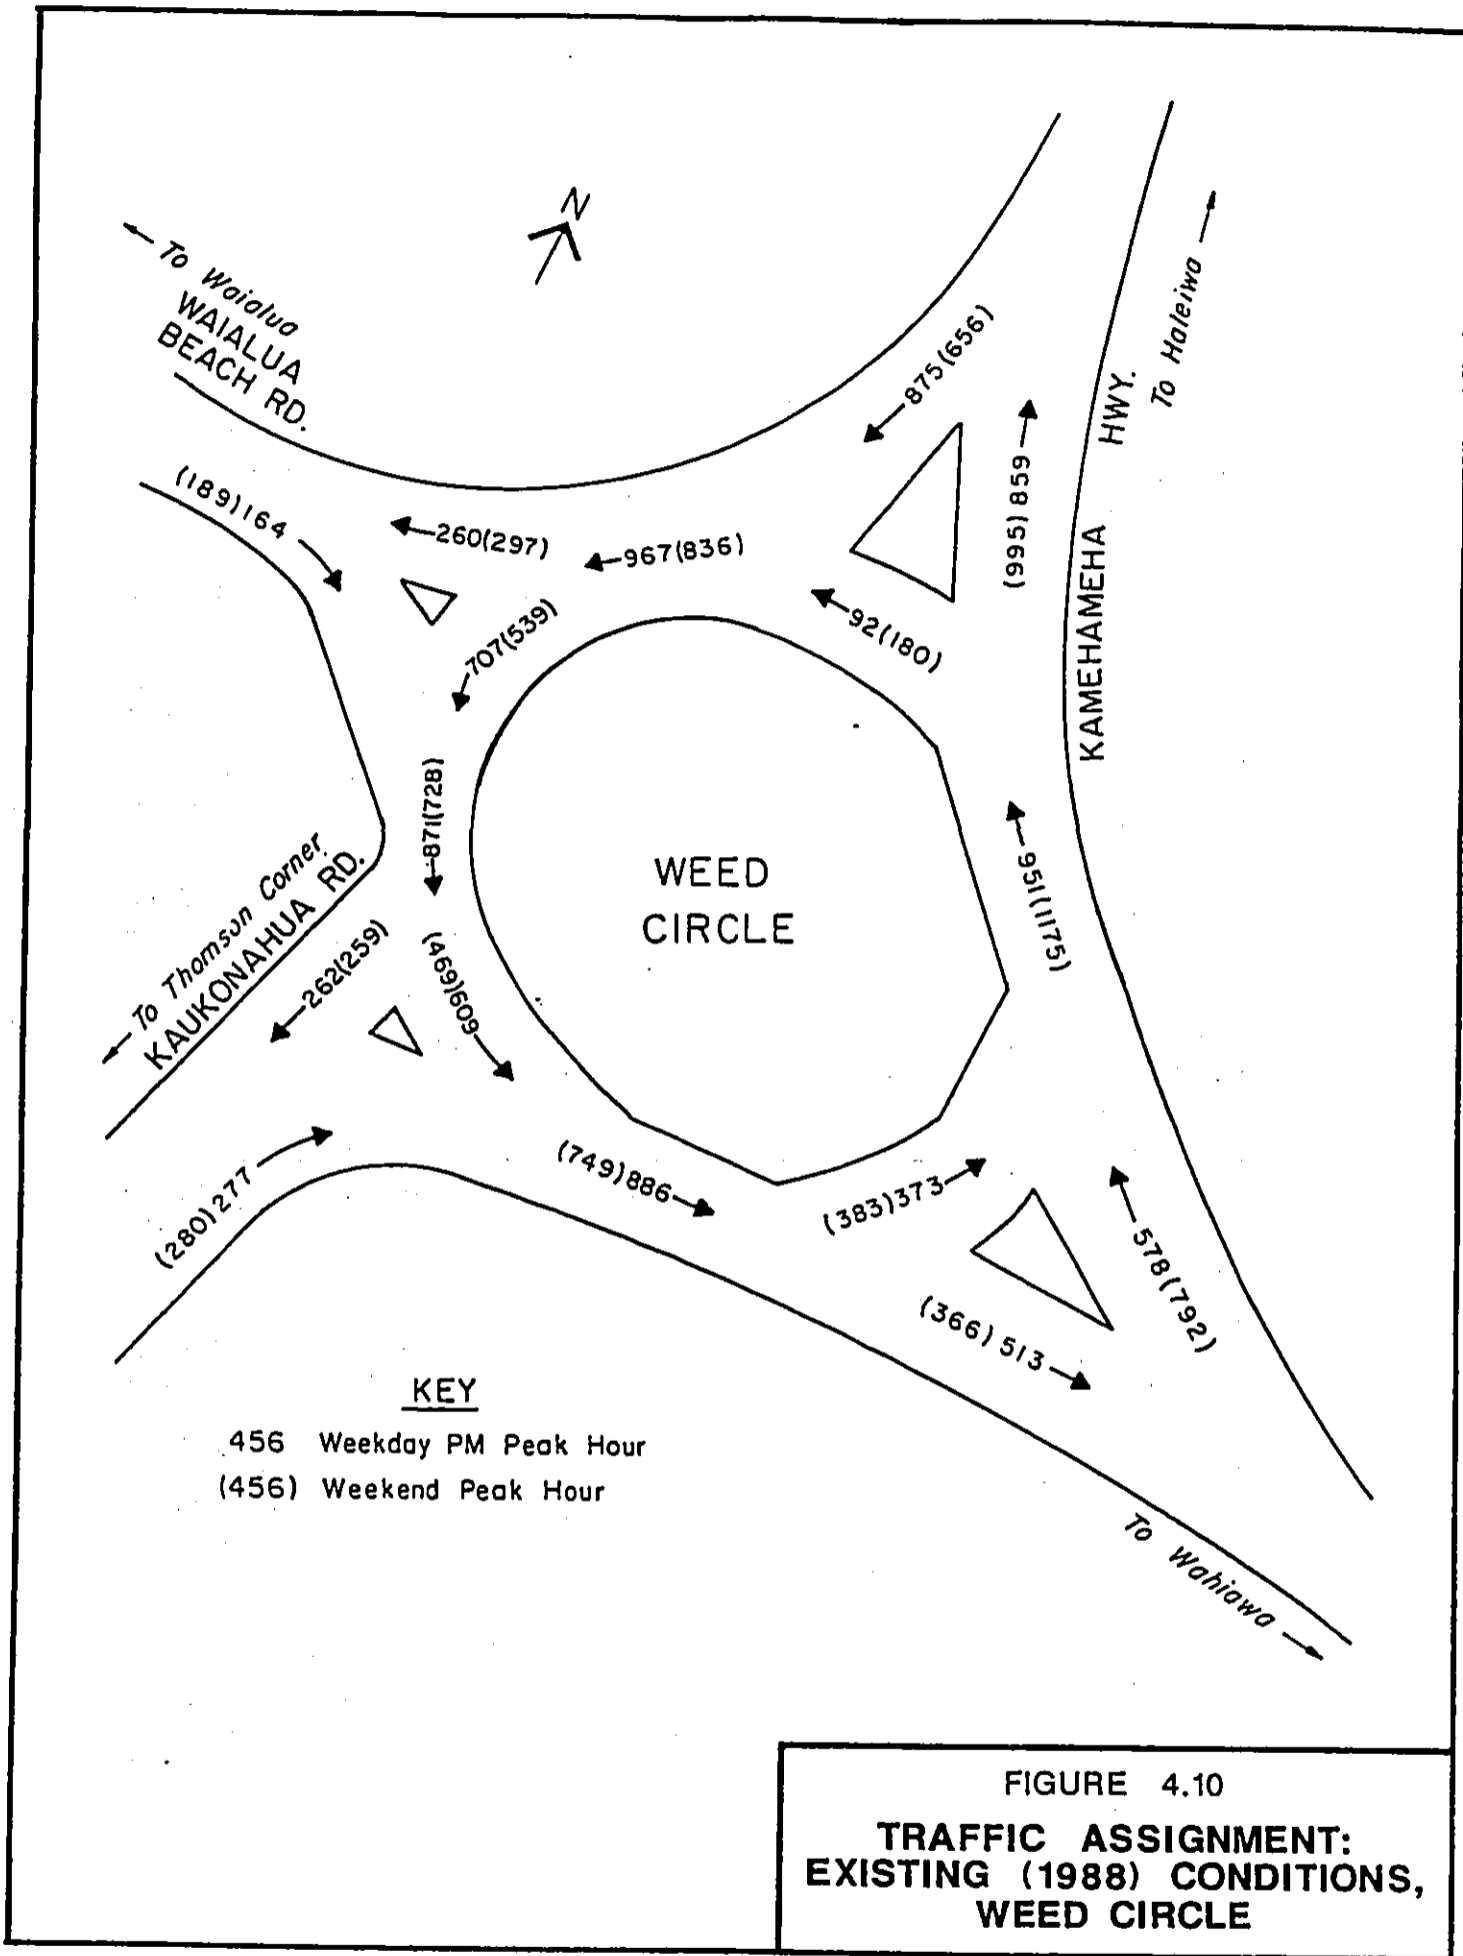 N
To Waialua
WAIALUA
BEACH RD.
To Haleiwa
KAMEHAMEHA HWY.
875(656)
(995)859
(189)164
260(297)
967(836)
92(180)
707(539)
871(728)
WEED
CIRCLE
951(1175)
To Thomson Corner
KAUKONAHUA RD.
262(259)
(469)609
(280)277
(749)886
(383)373
578(792)
(366)513
To Wahiawa
KEY
456 Weekday PM Peak Hour
(456) Weekend Peak Hour
FIGURE 4.10
TRAFFIC ASSIGNMENT:
EXISTING (1988) CONDITIONS,
WEED CIRCLE